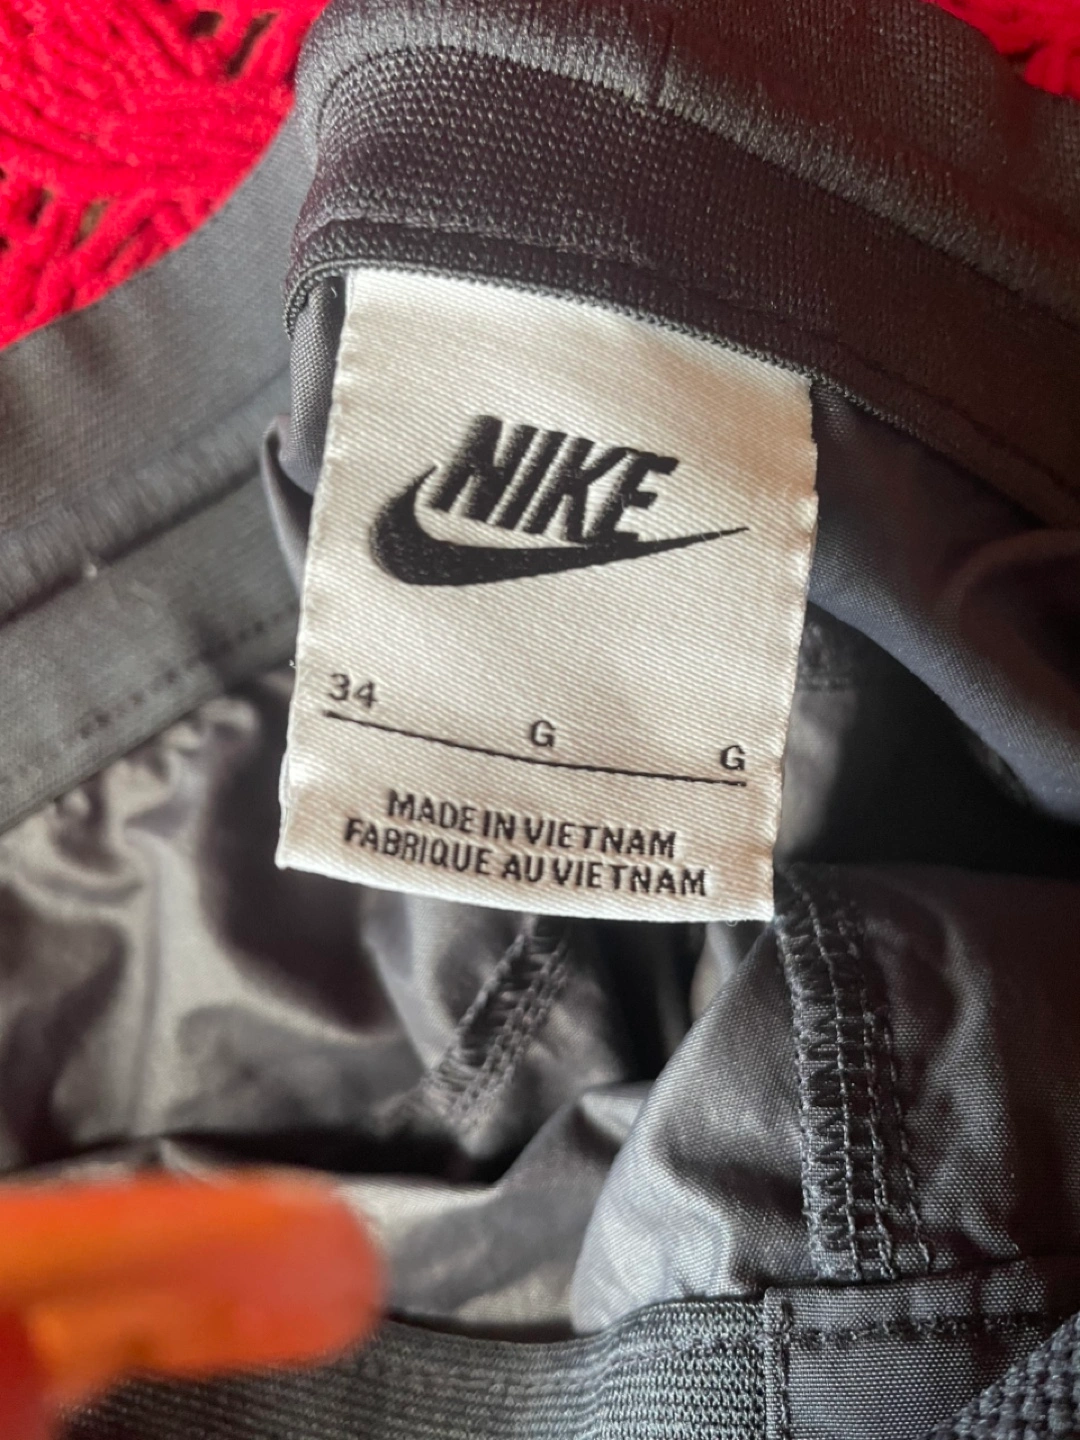 NIKE
34 G G
MADE IN VIETNAM
FABRIQUE AU VIETNAM